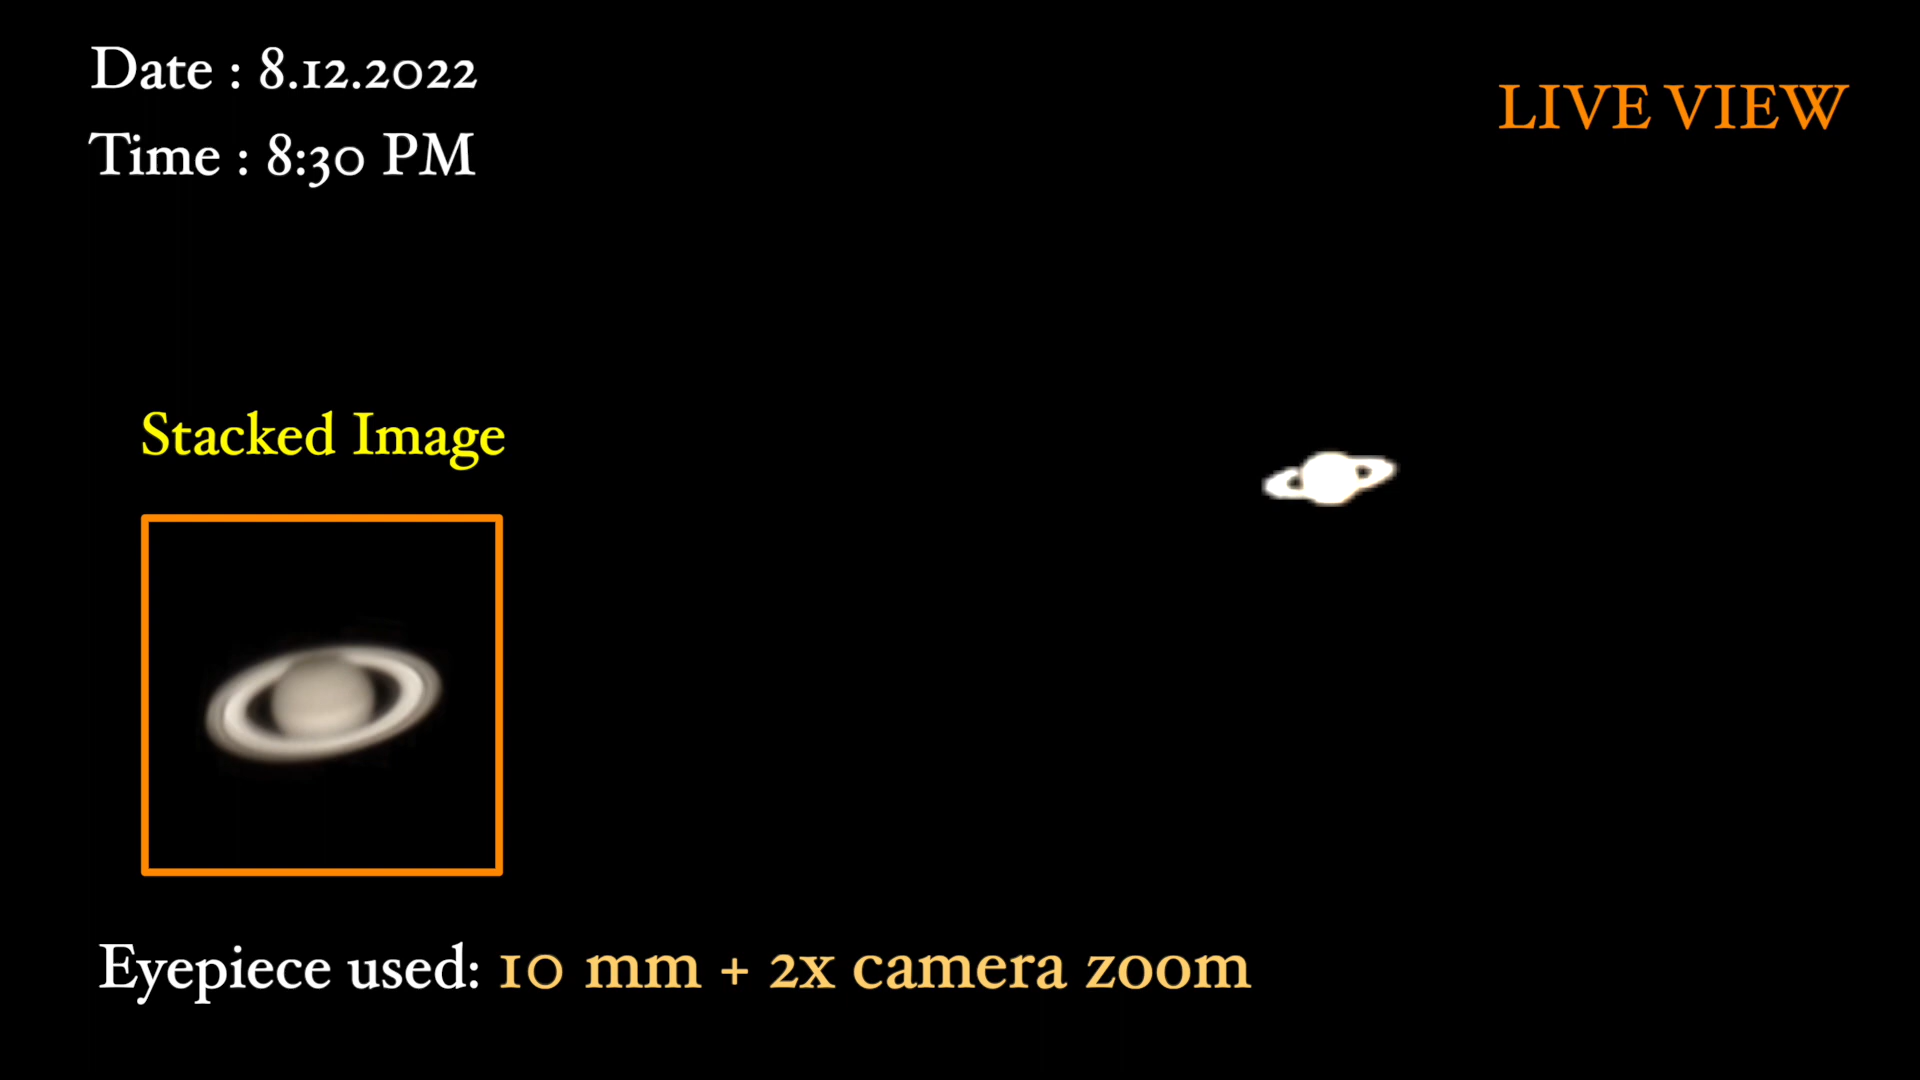 Date : 8.12.2022
Time : 8:30 PM
LIVE VIEW
Stacked Image
Eyepiece used: 10 mm + 2x camera zoom